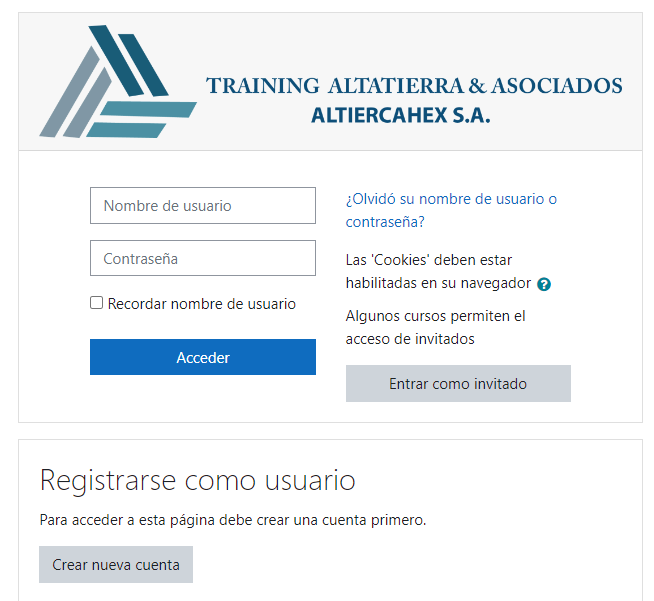 TRAINING ALTATIERRA & ASOCIADOS
ALTIERCAHEX S.A.
Nombre de usuario
Contraseña
Recordar nombre de usuario
Acceder
¿Olvidó su nombre de usuario o
contraseña?
Las 'Cookies' deben estar
habilitadas en su navegador ?
Algunos cursos permiten el
acceso de invitados
Entrar como invitado
Registrarse como usuario
Para acceder a esta página debe crear una cuenta primero.
Crear nueva cuenta